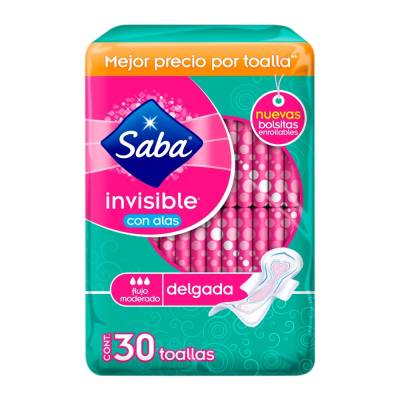 Mejor precio por toalla
Saba
nuevas
bolsitas
enrollables
invisible
con alas
flujo
moderado
delgada
CONT. 30 toallas